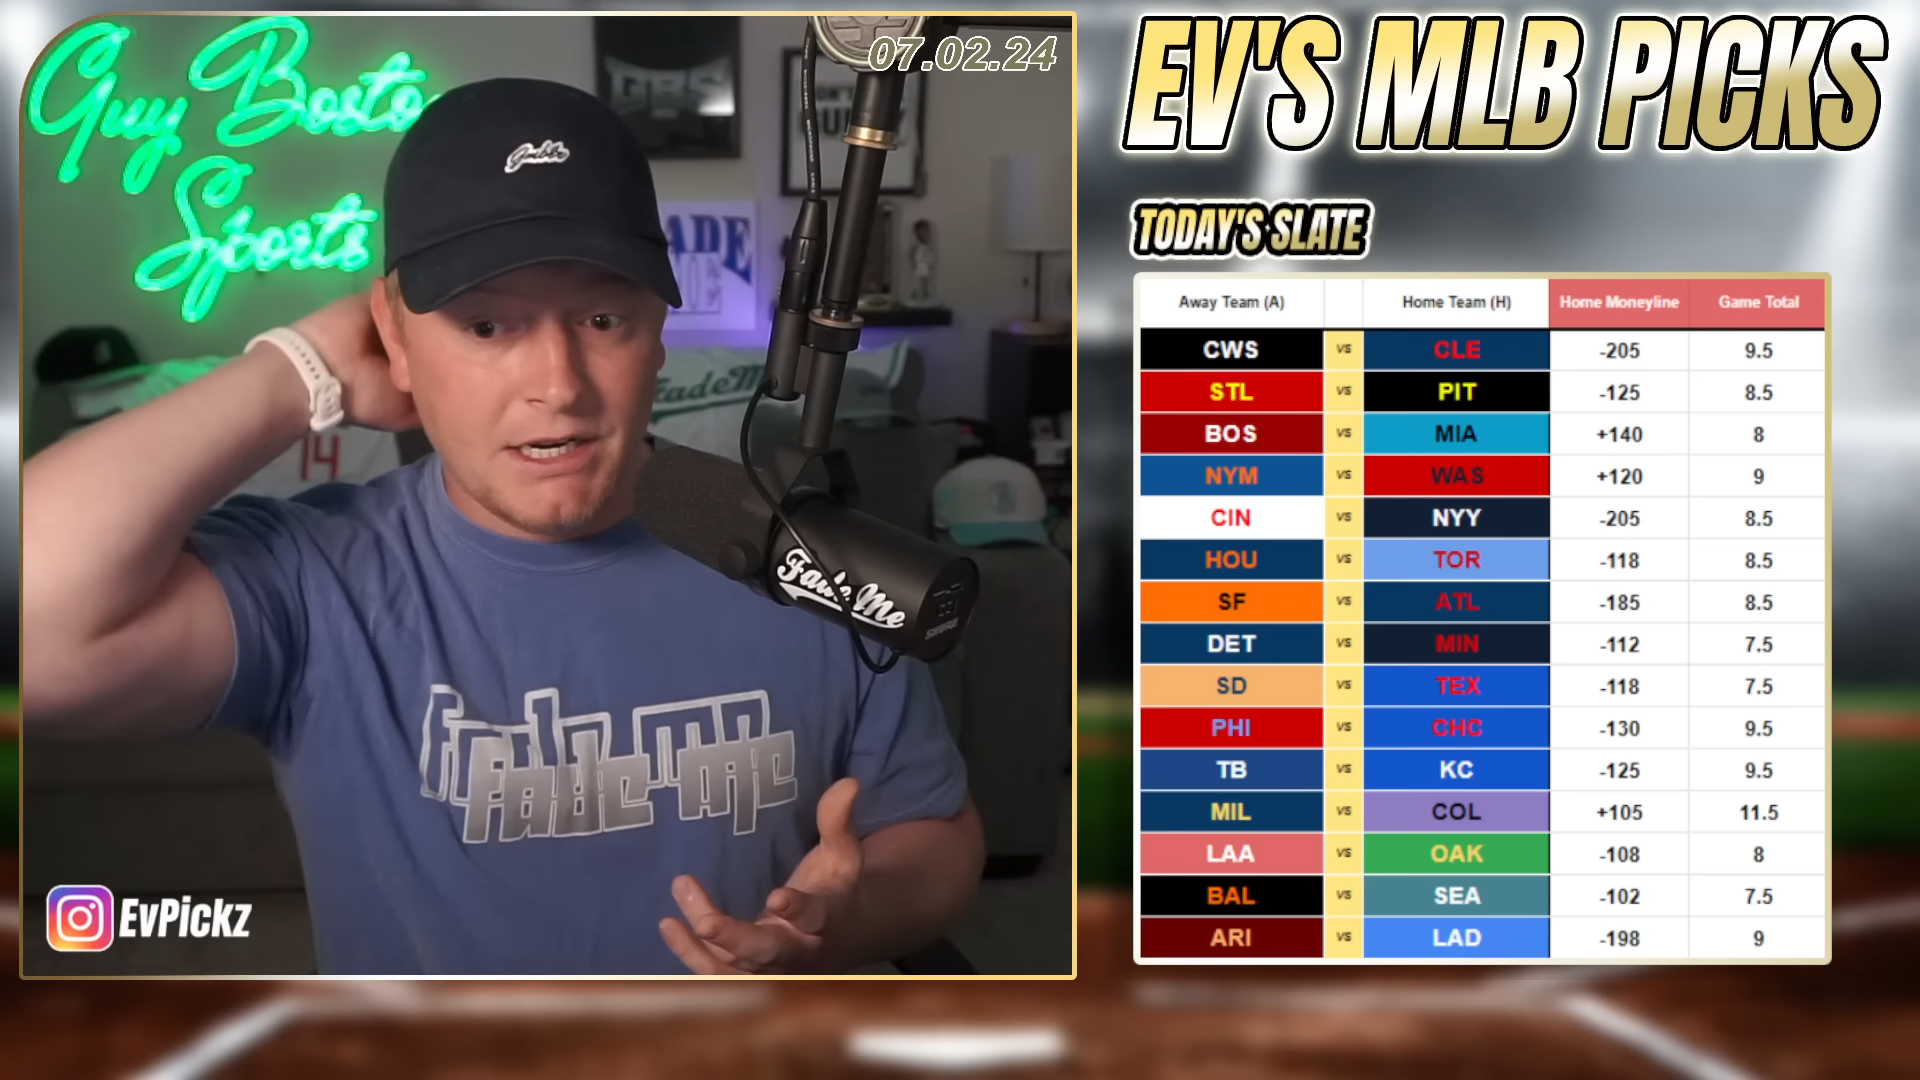 Guy Boston
Sports
07.02.24
Fade Me
Fade Me
fade me
14
EvPickz
EV'S MLB PICKS
TODAY'S SLATE
Away Team (A) Home Team (H) Home Moneyline Game Total
CWS vs CLE -205 9.5
STL vs PIT -125 8.5
BOS vs MIA +140 8
NYM vs WAS +120 9
CIN vs NYY -205 8.5
HOU vs TOR -118 8.5
SF vs ATL -185 8.5
DET vs MIN -112 7.5
SD vs TEX -118 7.5
PHI vs CHC -130 9.5
TB vs KC -125 9.5
MIL vs COL +105 11.5
LAA vs OAK -108 8
BAL vs SEA -102 7.5
ARI vs LAD -198 9